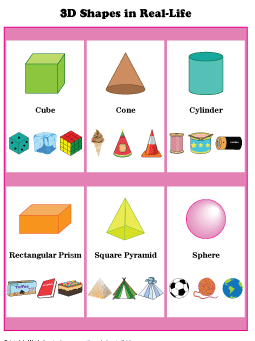 3D Shapes in Real-Life
Cube
Cone
Cylinder
Rectangular Prism
Square Pyramid
Sphere